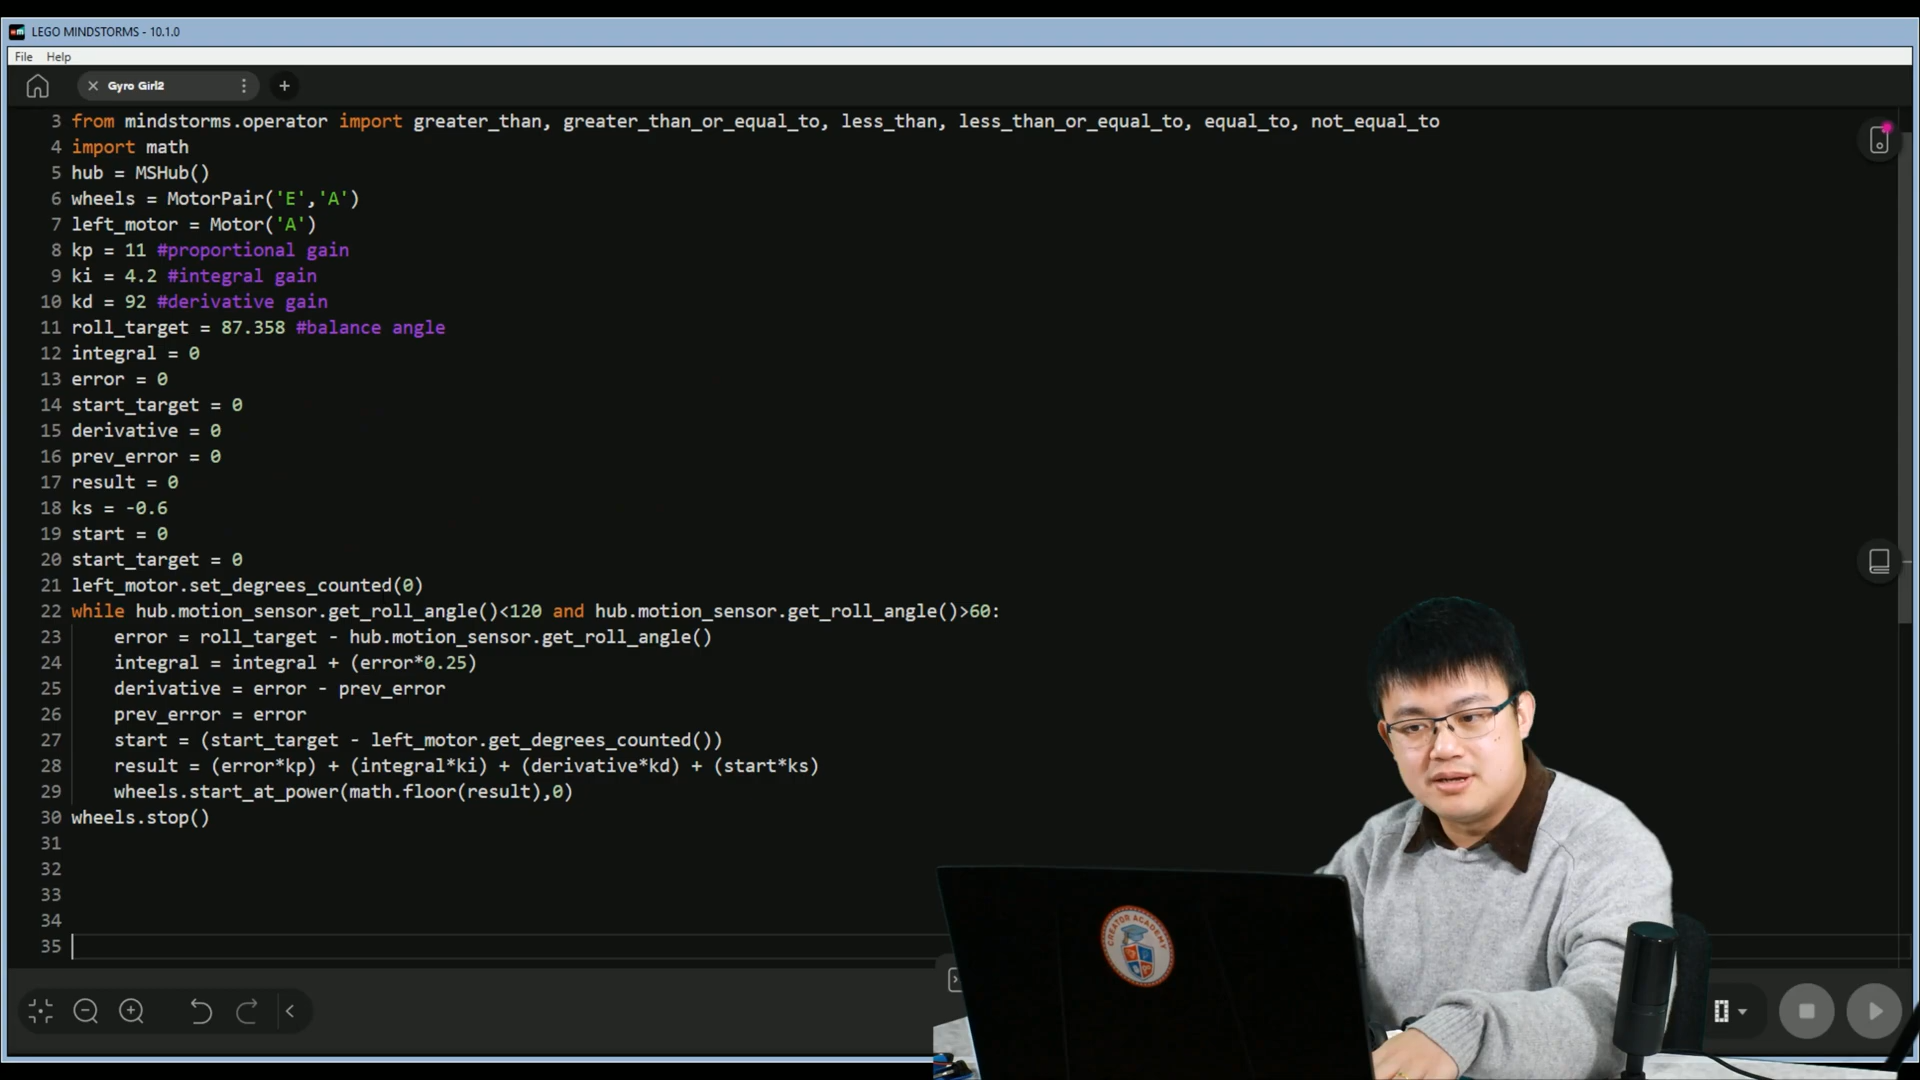 LEGO MINDSTORMS - 10.1.0
File Help
Gyro Girl2
3 from mindstorms.operator import greater_than, greater_than_or_equal_to, less_than, less_than_or_equal_to, equal_to, not_equal_to
4 import math
5 hub = MSHub()
6 wheels = MotorPair('E','A')
7 left_motor = Motor('A')
8 kp = 11 #proportional gain
9 ki = 4.2 #integral gain
10 kd = 92 #derivative gain
11 roll_target = 87.358 #balance angle
12 integral = 0
13 error = 0
14 start_target = 0
15 derivative = 0
16 prev_error = 0
17 result = 0
18 ks = -0.6
19 start = 0
20 start_target = 0
21 left_motor.set_degrees_counted(0)
22 while hub.motion_sensor.get_roll_angle()<120 and hub.motion_sensor.get_roll_angle()>60:
23 error = roll_target - hub.motion_sensor.get_roll_angle()
24 integral = integral + (error*0.25)
25 derivative = error - prev_error
26 prev_error = error
27 start = (start_target - left_motor.get_degrees_counted())
28 result = (error*kp) + (integral*ki) + (derivative*kd) + (start*ks)
29 wheels.start_at_power(math.floor(result),0)
30 wheels.stop()
31
32
33
34
35
CREATOR ACADEMY